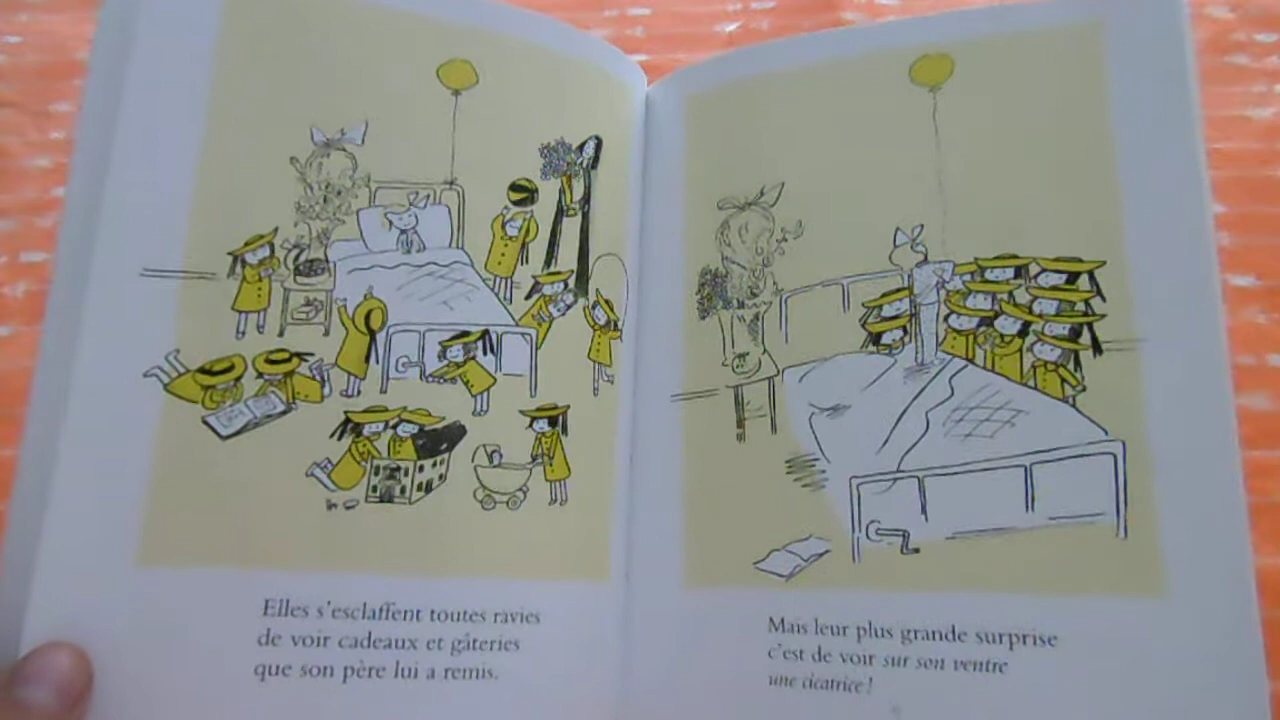 Elles s'esclaffent toutes ravies
de voir cadeaux et gâteries
que son père lui a remis.
Mais leur plus grande surprise
c'est de voir sur son ventre
une cicatrice !